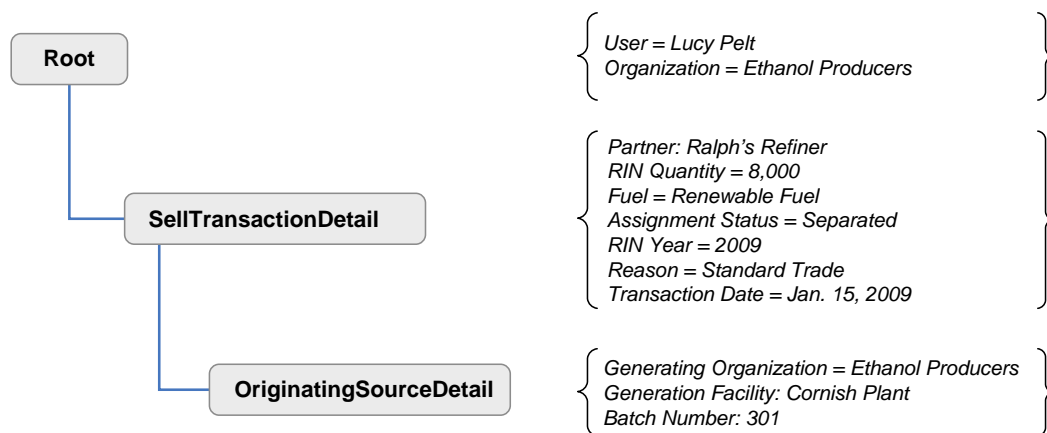 Root
User = Lucy Pelt
Organization = Ethanol Producers
SellTransactionDetail
Partner: Ralph’s Refiner
RIN Quantity = 8,000
Fuel = Renewable Fuel
Assignment Status = Separated
RIN Year = 2009
Reason = Standard Trade
Transaction Date = Jan. 15, 2009
OriginatingSourceDetail
Generating Organization = Ethanol Producers
Generation Facility: Cornish Plant
Batch Number: 301